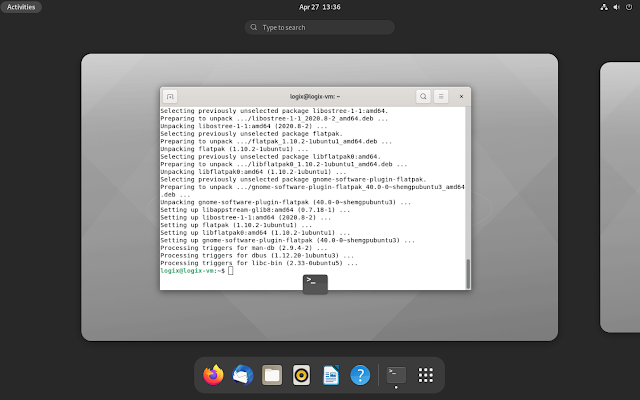 Activities
Apr 27 13:36
Type to search
logix@logix-vm: ~
Selecting previously unselected package libostree-1-1:amd64.
Preparing to unpack .../libostree-1-1_2020.8-2_amd64.deb ...
Unpacking libostree-1-1:amd64 (2020.8-2) ...
Selecting previously unselected package flatpak.
Preparing to unpack .../flatpak_1.10.2-1ubuntu1_amd64.deb ...
Unpacking flatpak (1.10.2-1ubuntu1) ...
Selecting previously unselected package libflatpak0:amd64.
Preparing to unpack .../libflatpak0_1.10.2-1ubuntu1_amd64.deb ...
Unpacking libflatpak0:amd64 (1.10.2-1ubuntu1) ...
Selecting previously unselected package gnome-software-plugin-flatpak.
Preparing to unpack .../gnome-software-plugin-flatpak_40.0-0~shemgpubuntu3_amd64
.deb ...
Unpacking gnome-software-plugin-flatpak (40.0-0~shemgpubuntu3) ...
Setting up libappstream-glib8:amd64 (0.7.18-1) ...
Setting up libostree-1-1:amd64 (2020.8-2) ...
Setting up flatpak (1.10.2-1ubuntu1) ...
Setting up libflatpak0:amd64 (1.10.2-1ubuntu1) ...
Setting up gnome-software-plugin-flatpak (40.0-0~shemgpubuntu3) ...
Processing triggers for man-db (2.9.4-2) ...
Processing triggers for dbus (1.12.20-1ubuntu3) ...
Processing triggers for libc-bin (2.33-0ubuntu5) ...
logix@logix-vm:~$